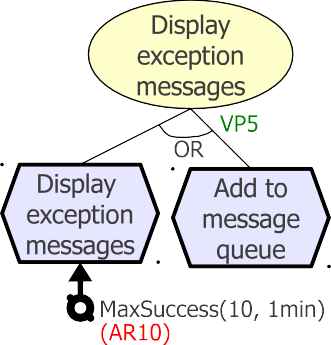 Display
exception
messages
VP5
OR
Display
exception
messages
Add to
message
queue
MaxSuccess(10, 1min)
(AR10)